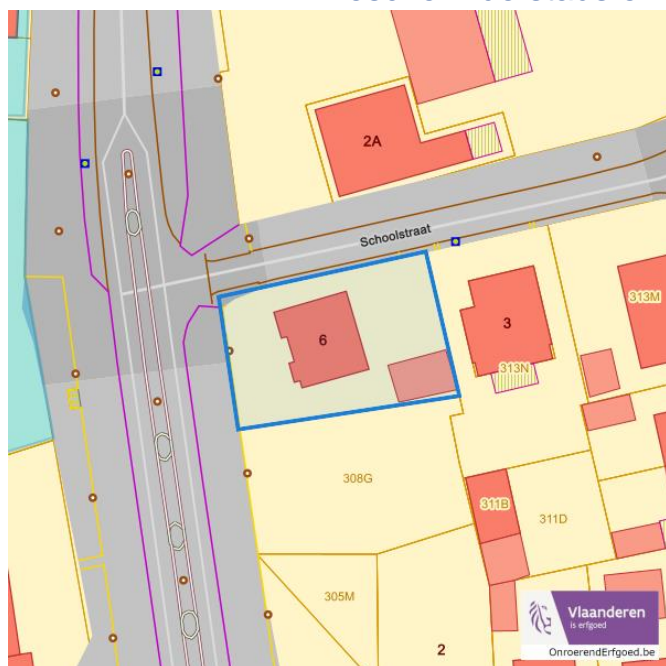 2A
Schoolstraat
313M
6
3
313N
308G
311B
311D
305M
2
Vlaanderen
is erfgoed
OnroerendErfgoed.be